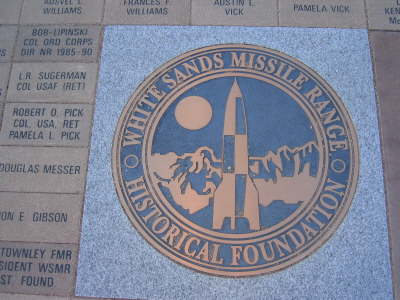 WILLIAMS
FRANCES F.
WILLIAMS
AUSTIN T.
VICK
PAMELA VICK
BOB LIPINSKI
COL ORD CORPS
DIR NR 1985-90
L.R. SUGERMAN
COL USAF (RET)
ROBERT O. PICK
COL. USA, RET
PAMELA L. PICK
DOUGLAS MESSER
ON E. GIBSON
TOWNLEY FMR
SIDENT WSMR
ST FOUND
WHITE SANDS MISSILE RANGE
HISTORICAL FOUNDATION